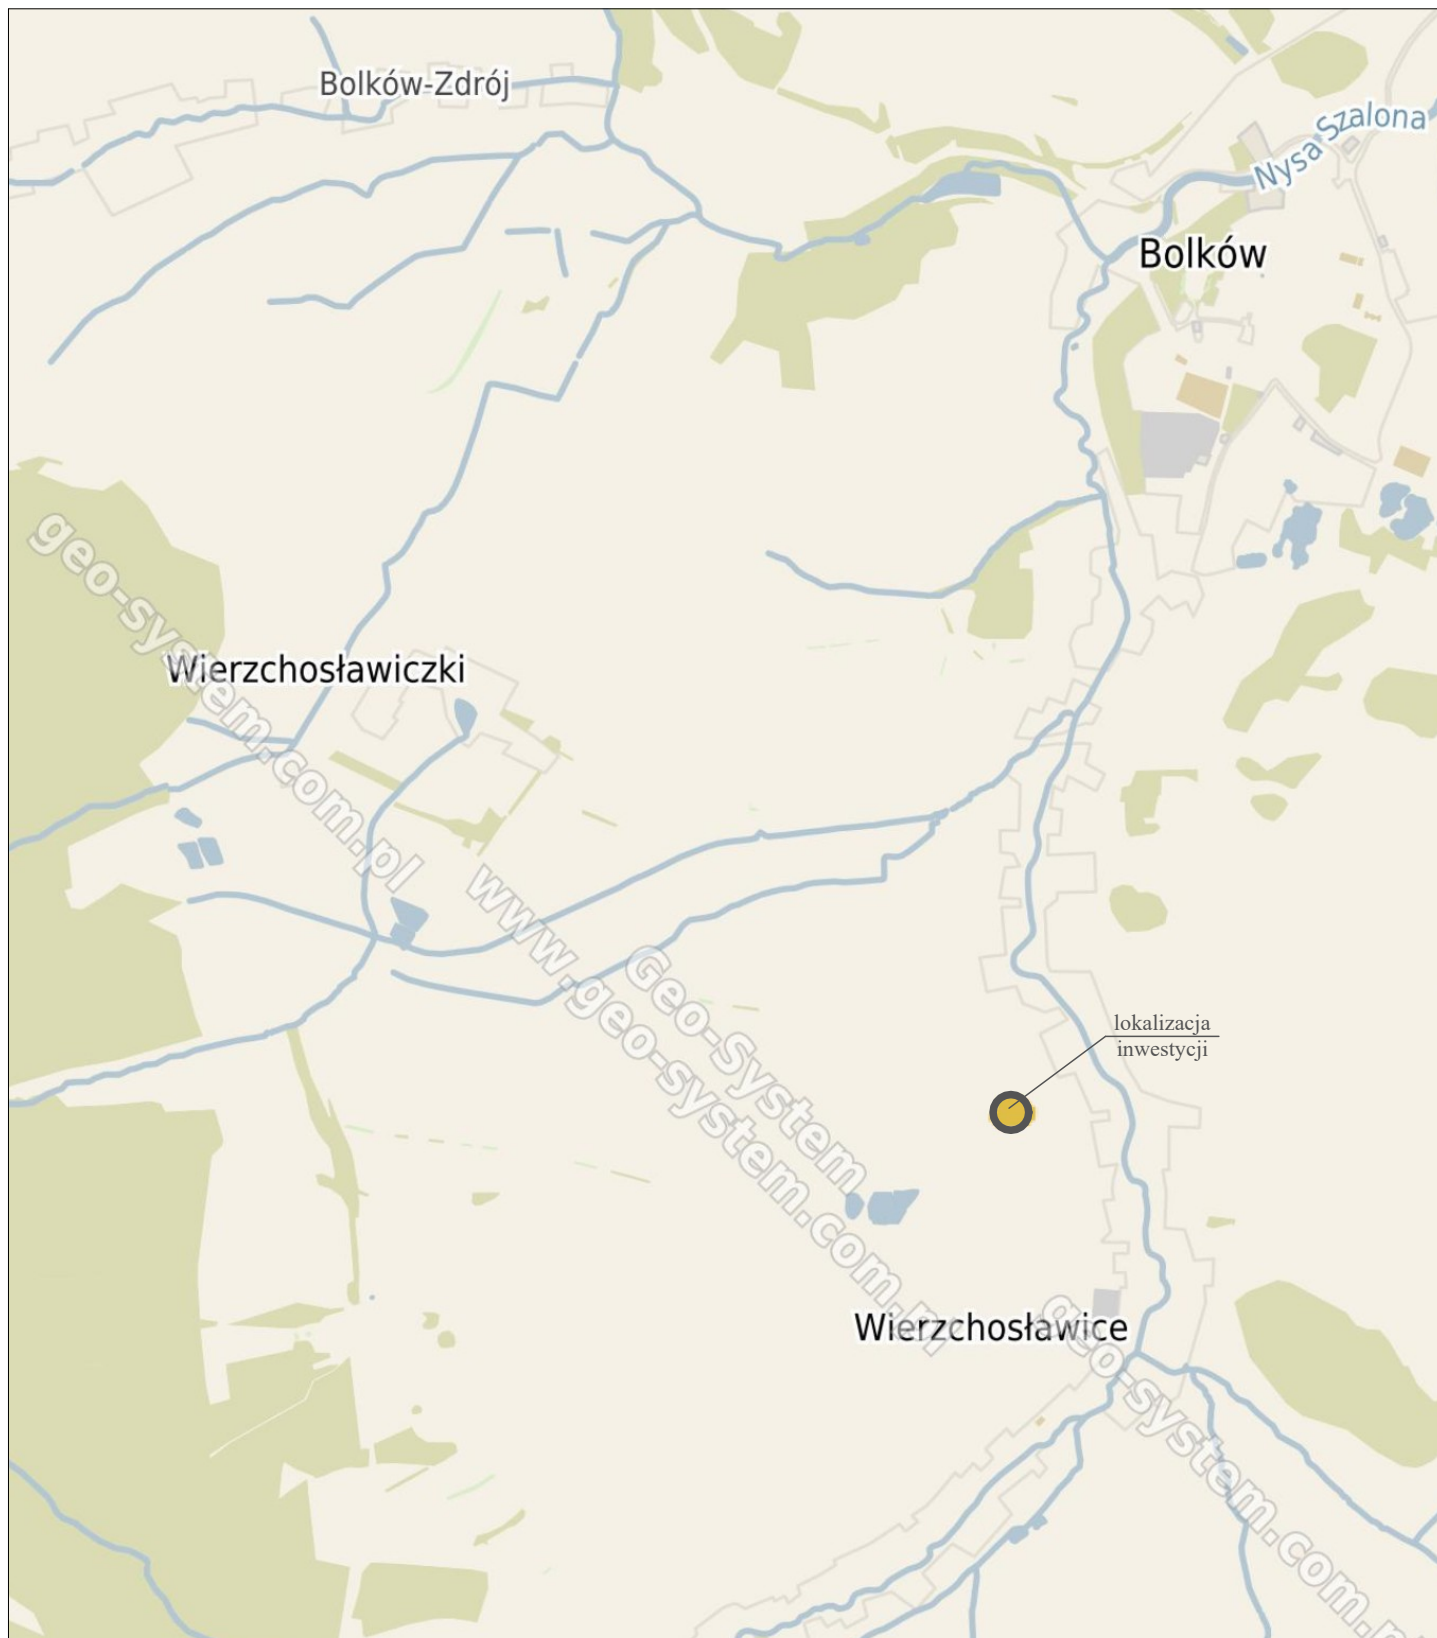 Bolków-Zdrój
Nysa Szalona
Bolków
geo-system.com.pl
Wierzchosławiczki
www.geo-system.com.pl
Geo-System
lokalizacja
inwestycji
Wierzchosławice
geo-system.com.pl